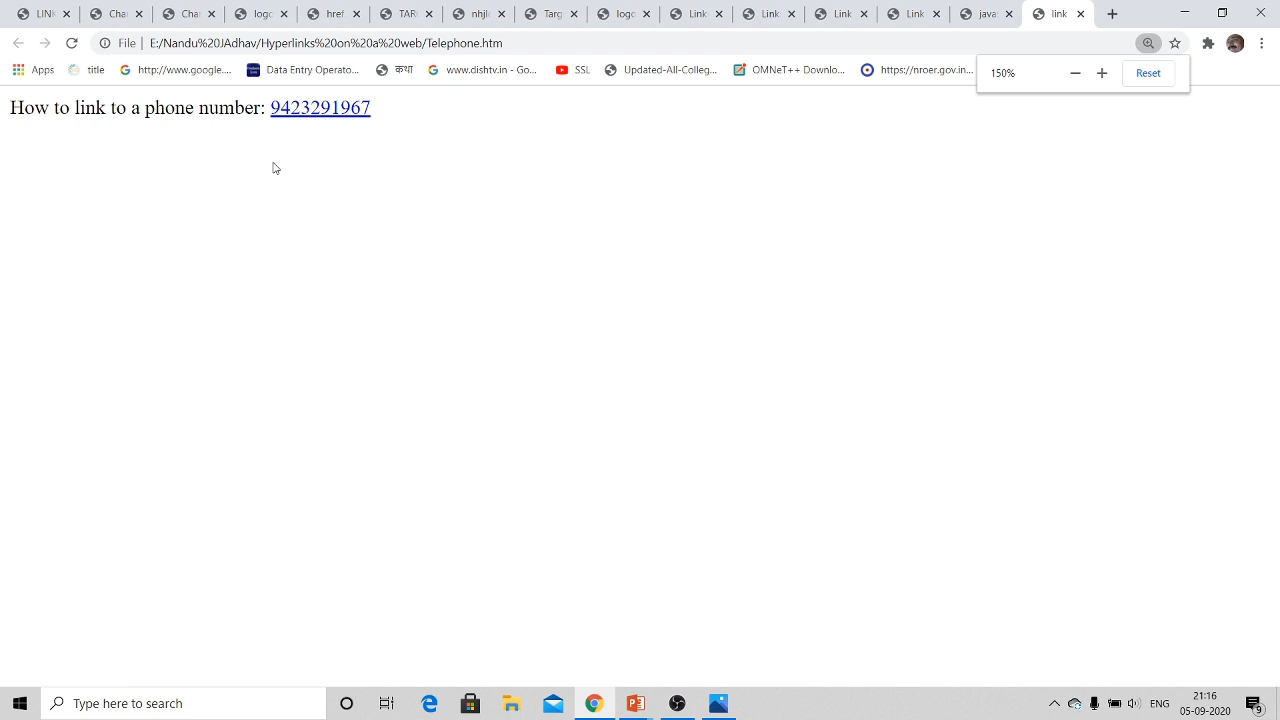 LINK Cha Cha logo href TAR nhjl Targ logo Link Link Link Link java link
File E:/Nandu%20JAdhav/Hyperlinks%20on%20a%20web/Telephone.htm
Apps title http://www.google.... Data Entry Operato... कथा www.dishtv.in - Go... SSL Updated-All-Colleg... OMNeT++ Downlo... https://nroer.gov.in...
150% Reset
How to link to a phone number: 9423291967
Type here to search
ENG
21:16
05-09-2020
9